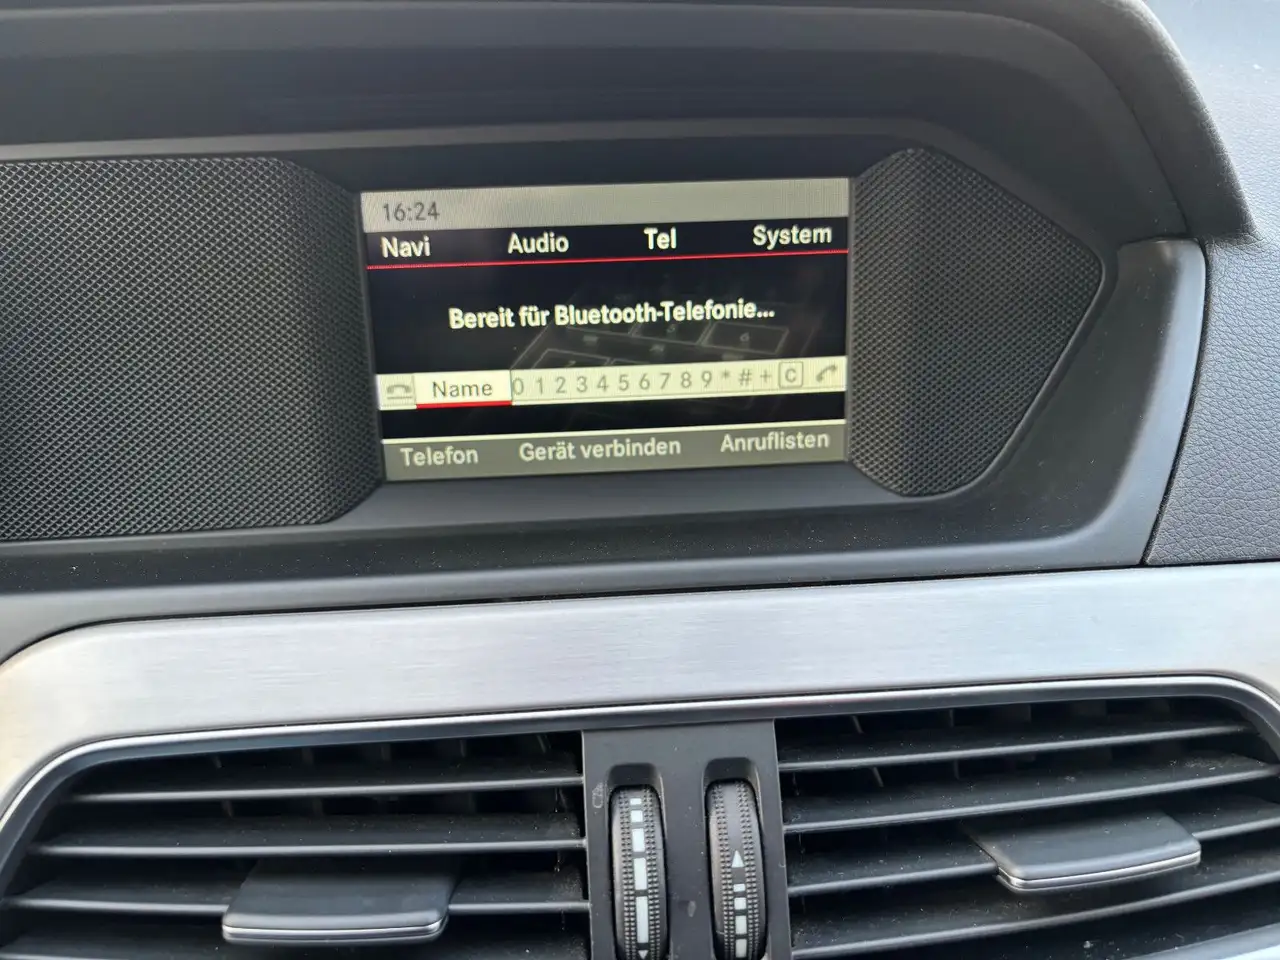 16:24
Navi Audio Tel System
Bereit für Bluetooth-Telefonie...
Name 0 1 2 3 4 5 6 7 8 9 * # + C
Telefon Gerät verbinden Anruflisten